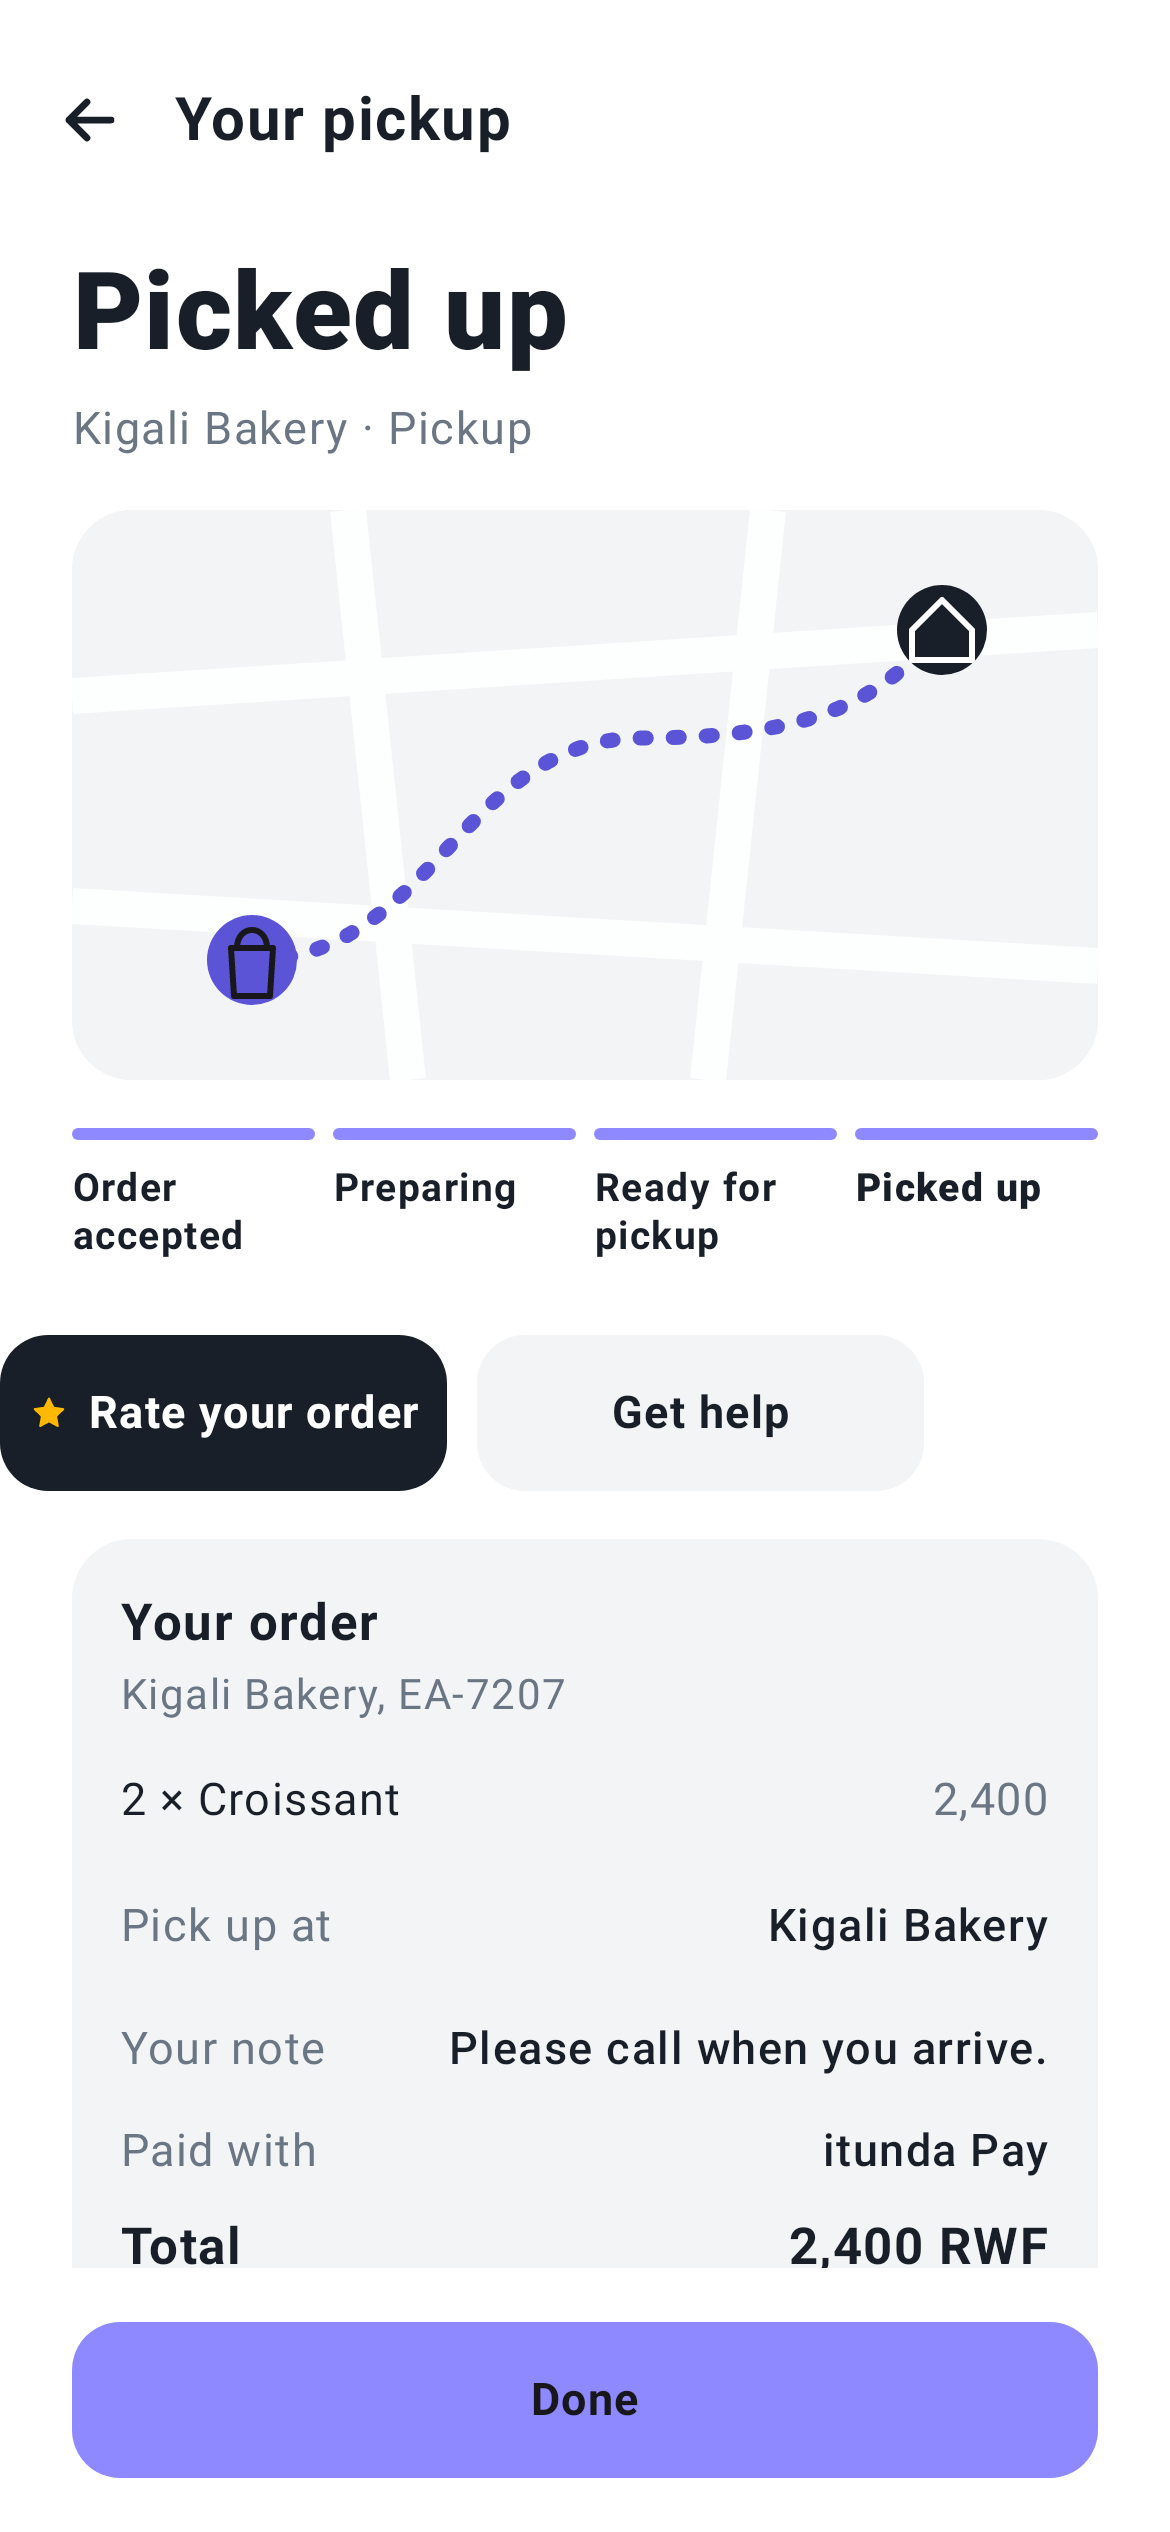 Your pickup
Picked up
Kigali Bakery · Pickup
Order accepted
Preparing
Ready for pickup
Picked up
Rate your order
Get help
Your order
Kigali Bakery, EA-7207
2 × Croissant 2,400
Pick up at Kigali Bakery
Your note Please call when you arrive.
Paid with itunda Pay
Total 2,400 RWF
Done